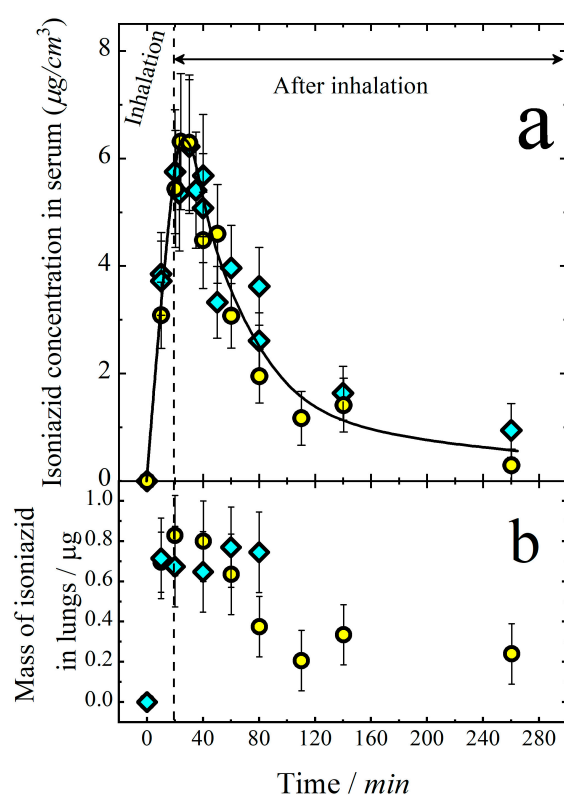 8
6
4
2
0
Isoniazid concentration in serum (μg/cm³)
Inhalation
After inhalation
a
1.0
0.8
0.6
0.4
0.2
0.0
Mass of isoniazid
in lungs / μg
b
0 40 80 120 160 200 240 280
Time / min